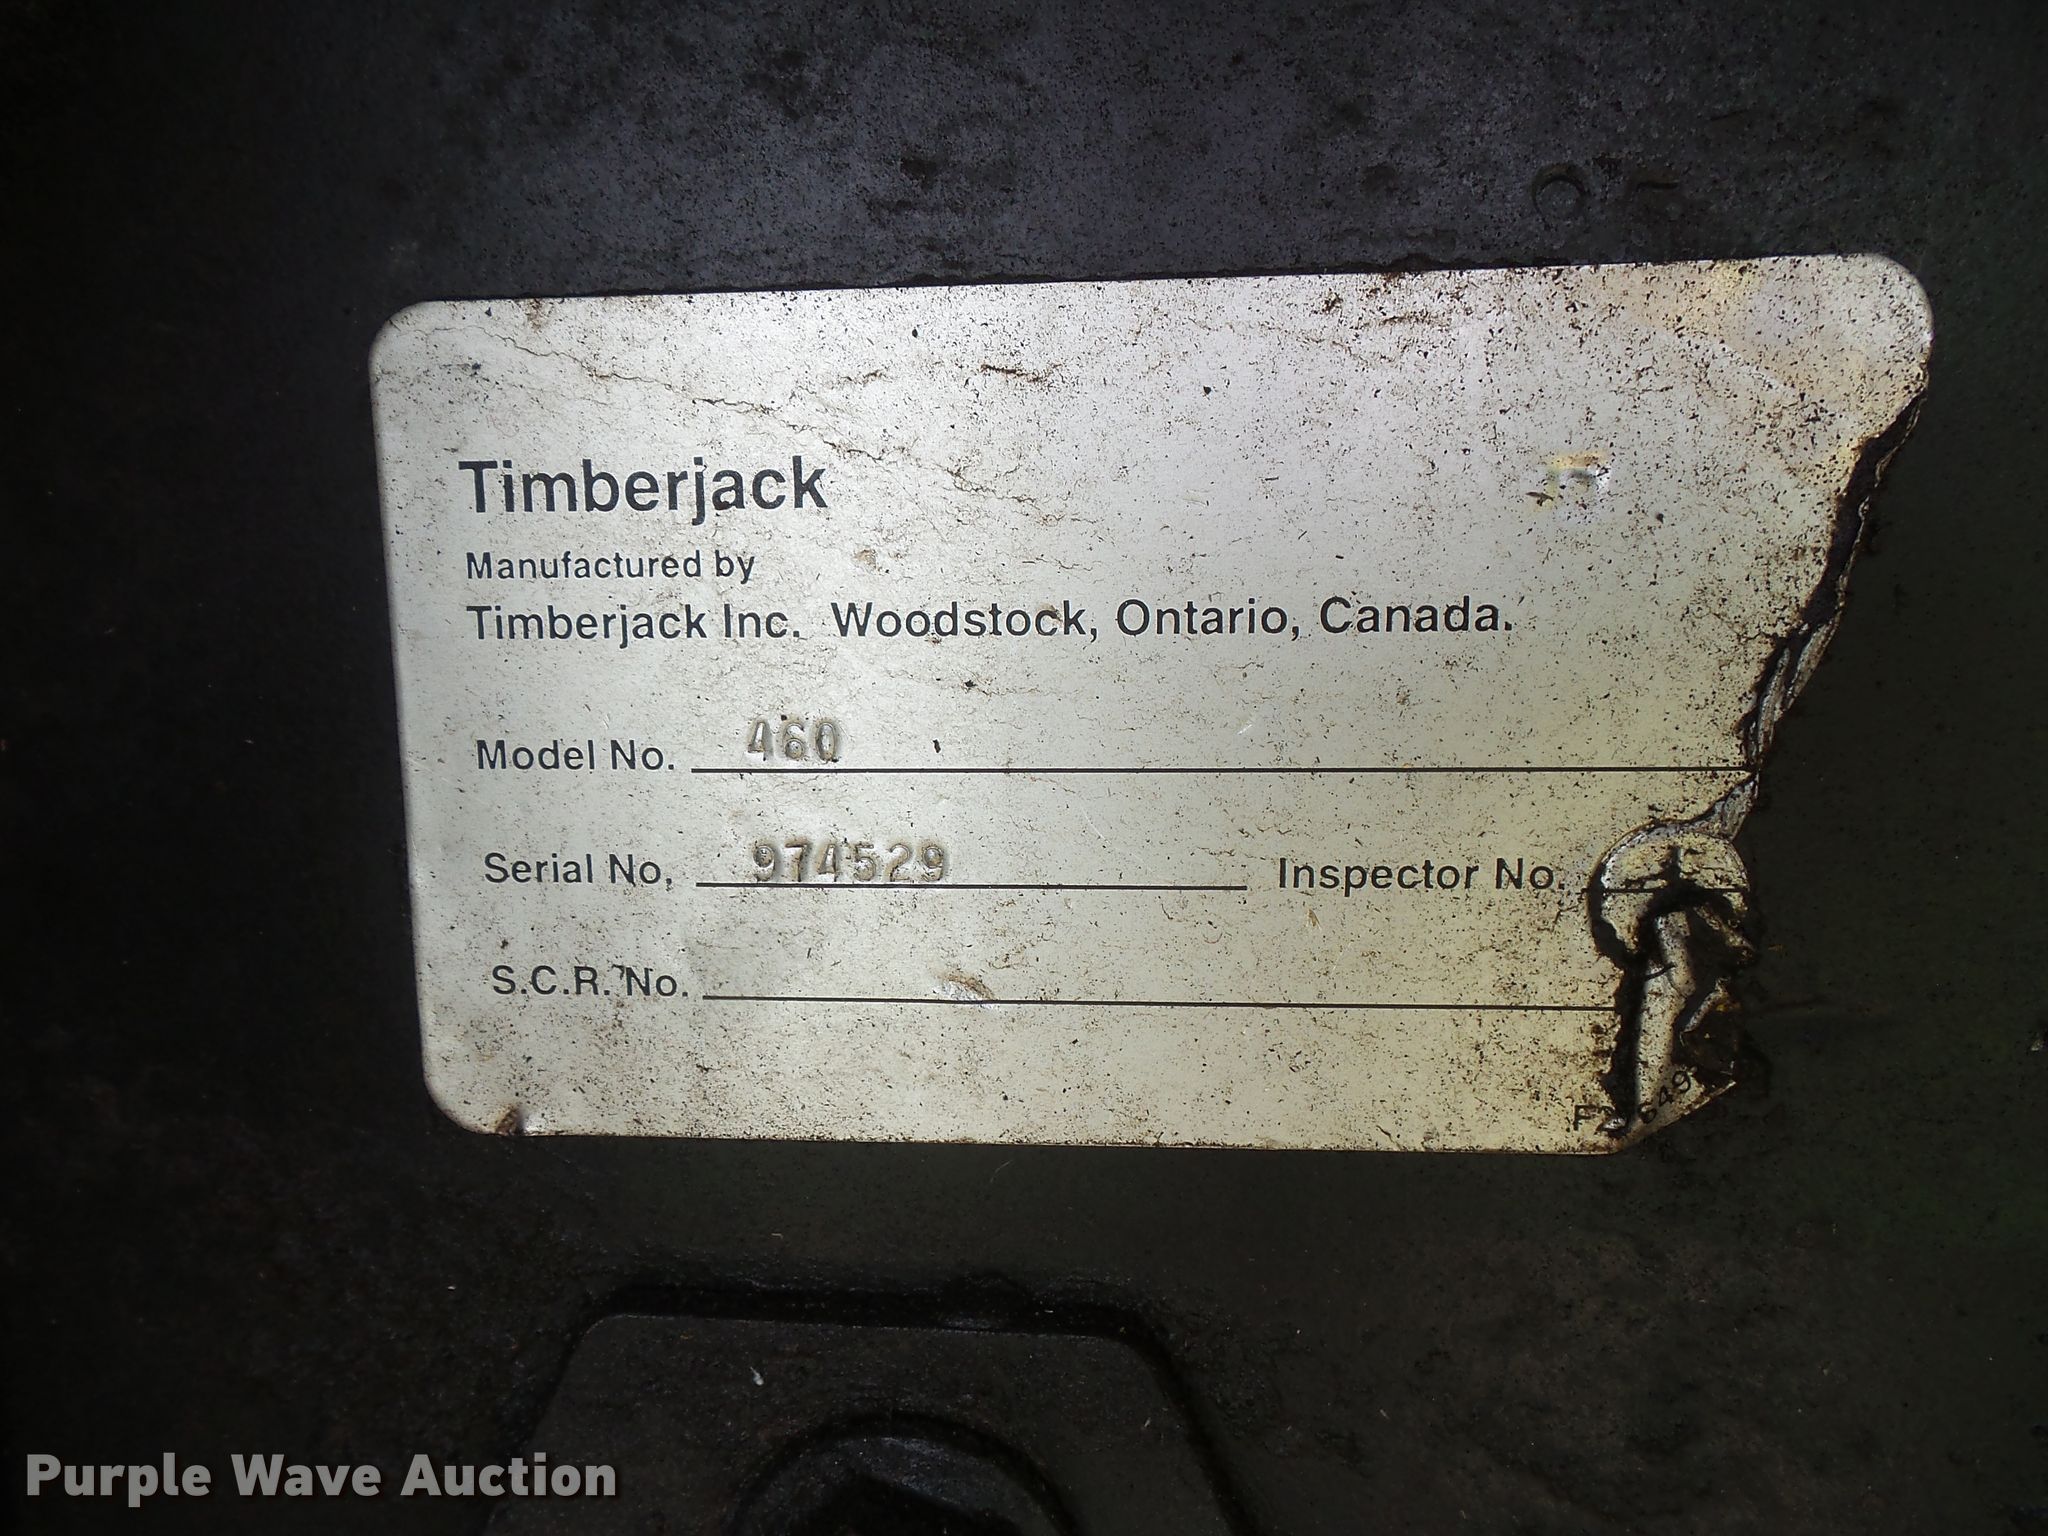 Timberjack
Manufactured by
Timberjack Inc. Woodstock, Ontario, Canada.
Model No. 460
Serial No. 974529 Inspector No.
S.C.R. No.
Purple Wave Auction